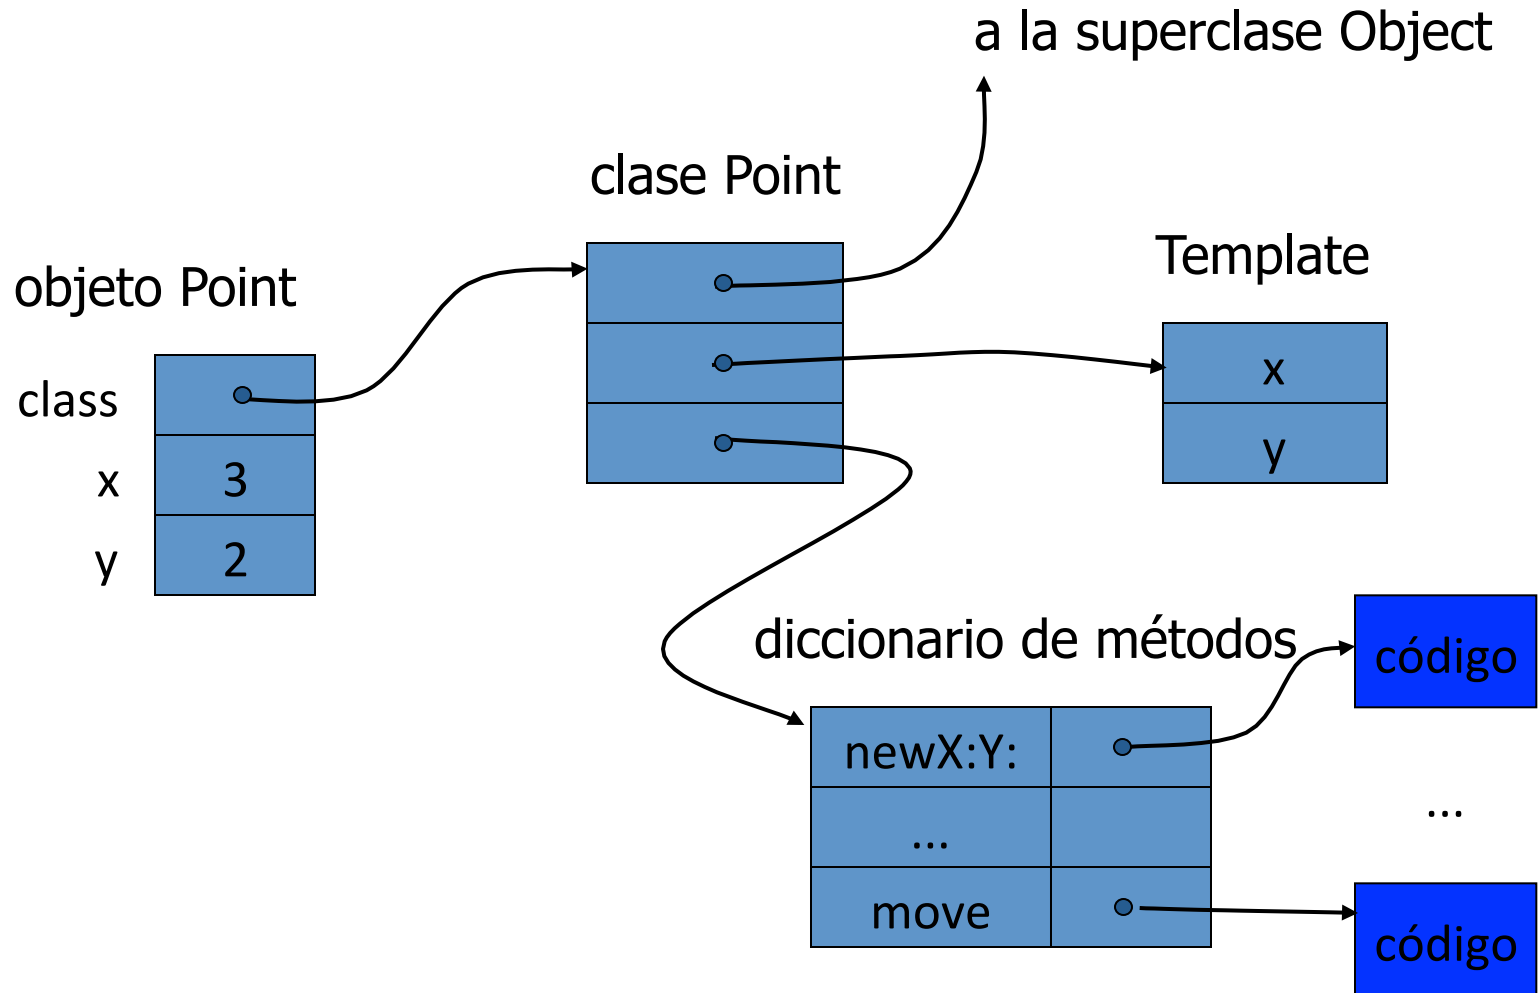 a la superclase Object
clase Point
Template
objeto Point
class
x 3
y 2
x
y
diccionario de métodos
código
newX:Y:
...
...
move
código